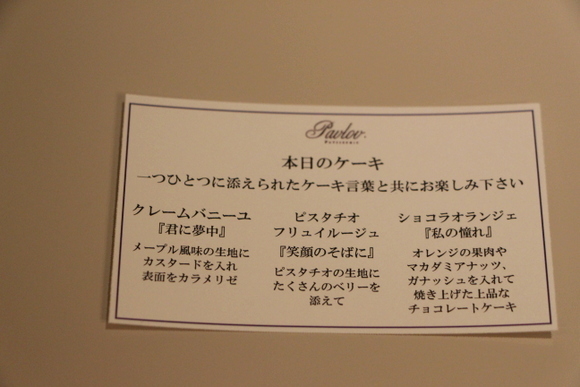 Pavlov.
PATISSERIE
本日のケーキ
一つひとつに添えられたケーキ言葉と共にお楽しみ下さい
クレームバニーユ
『君に夢中』
メープル風味の生地に
カスタードを入れ
表面をカラメリゼ
ピスタチオ
フリュイルージュ
『笑顔のそばに』
ピスタチオの生地に
たくさんのベリーを
添えて
ショコラオランジェ
『私の憧れ』
オレンジの果肉や
マカダミアナッツ、
ガナッシュを入れて
焼き上げた上品な
チョコレートケーキ